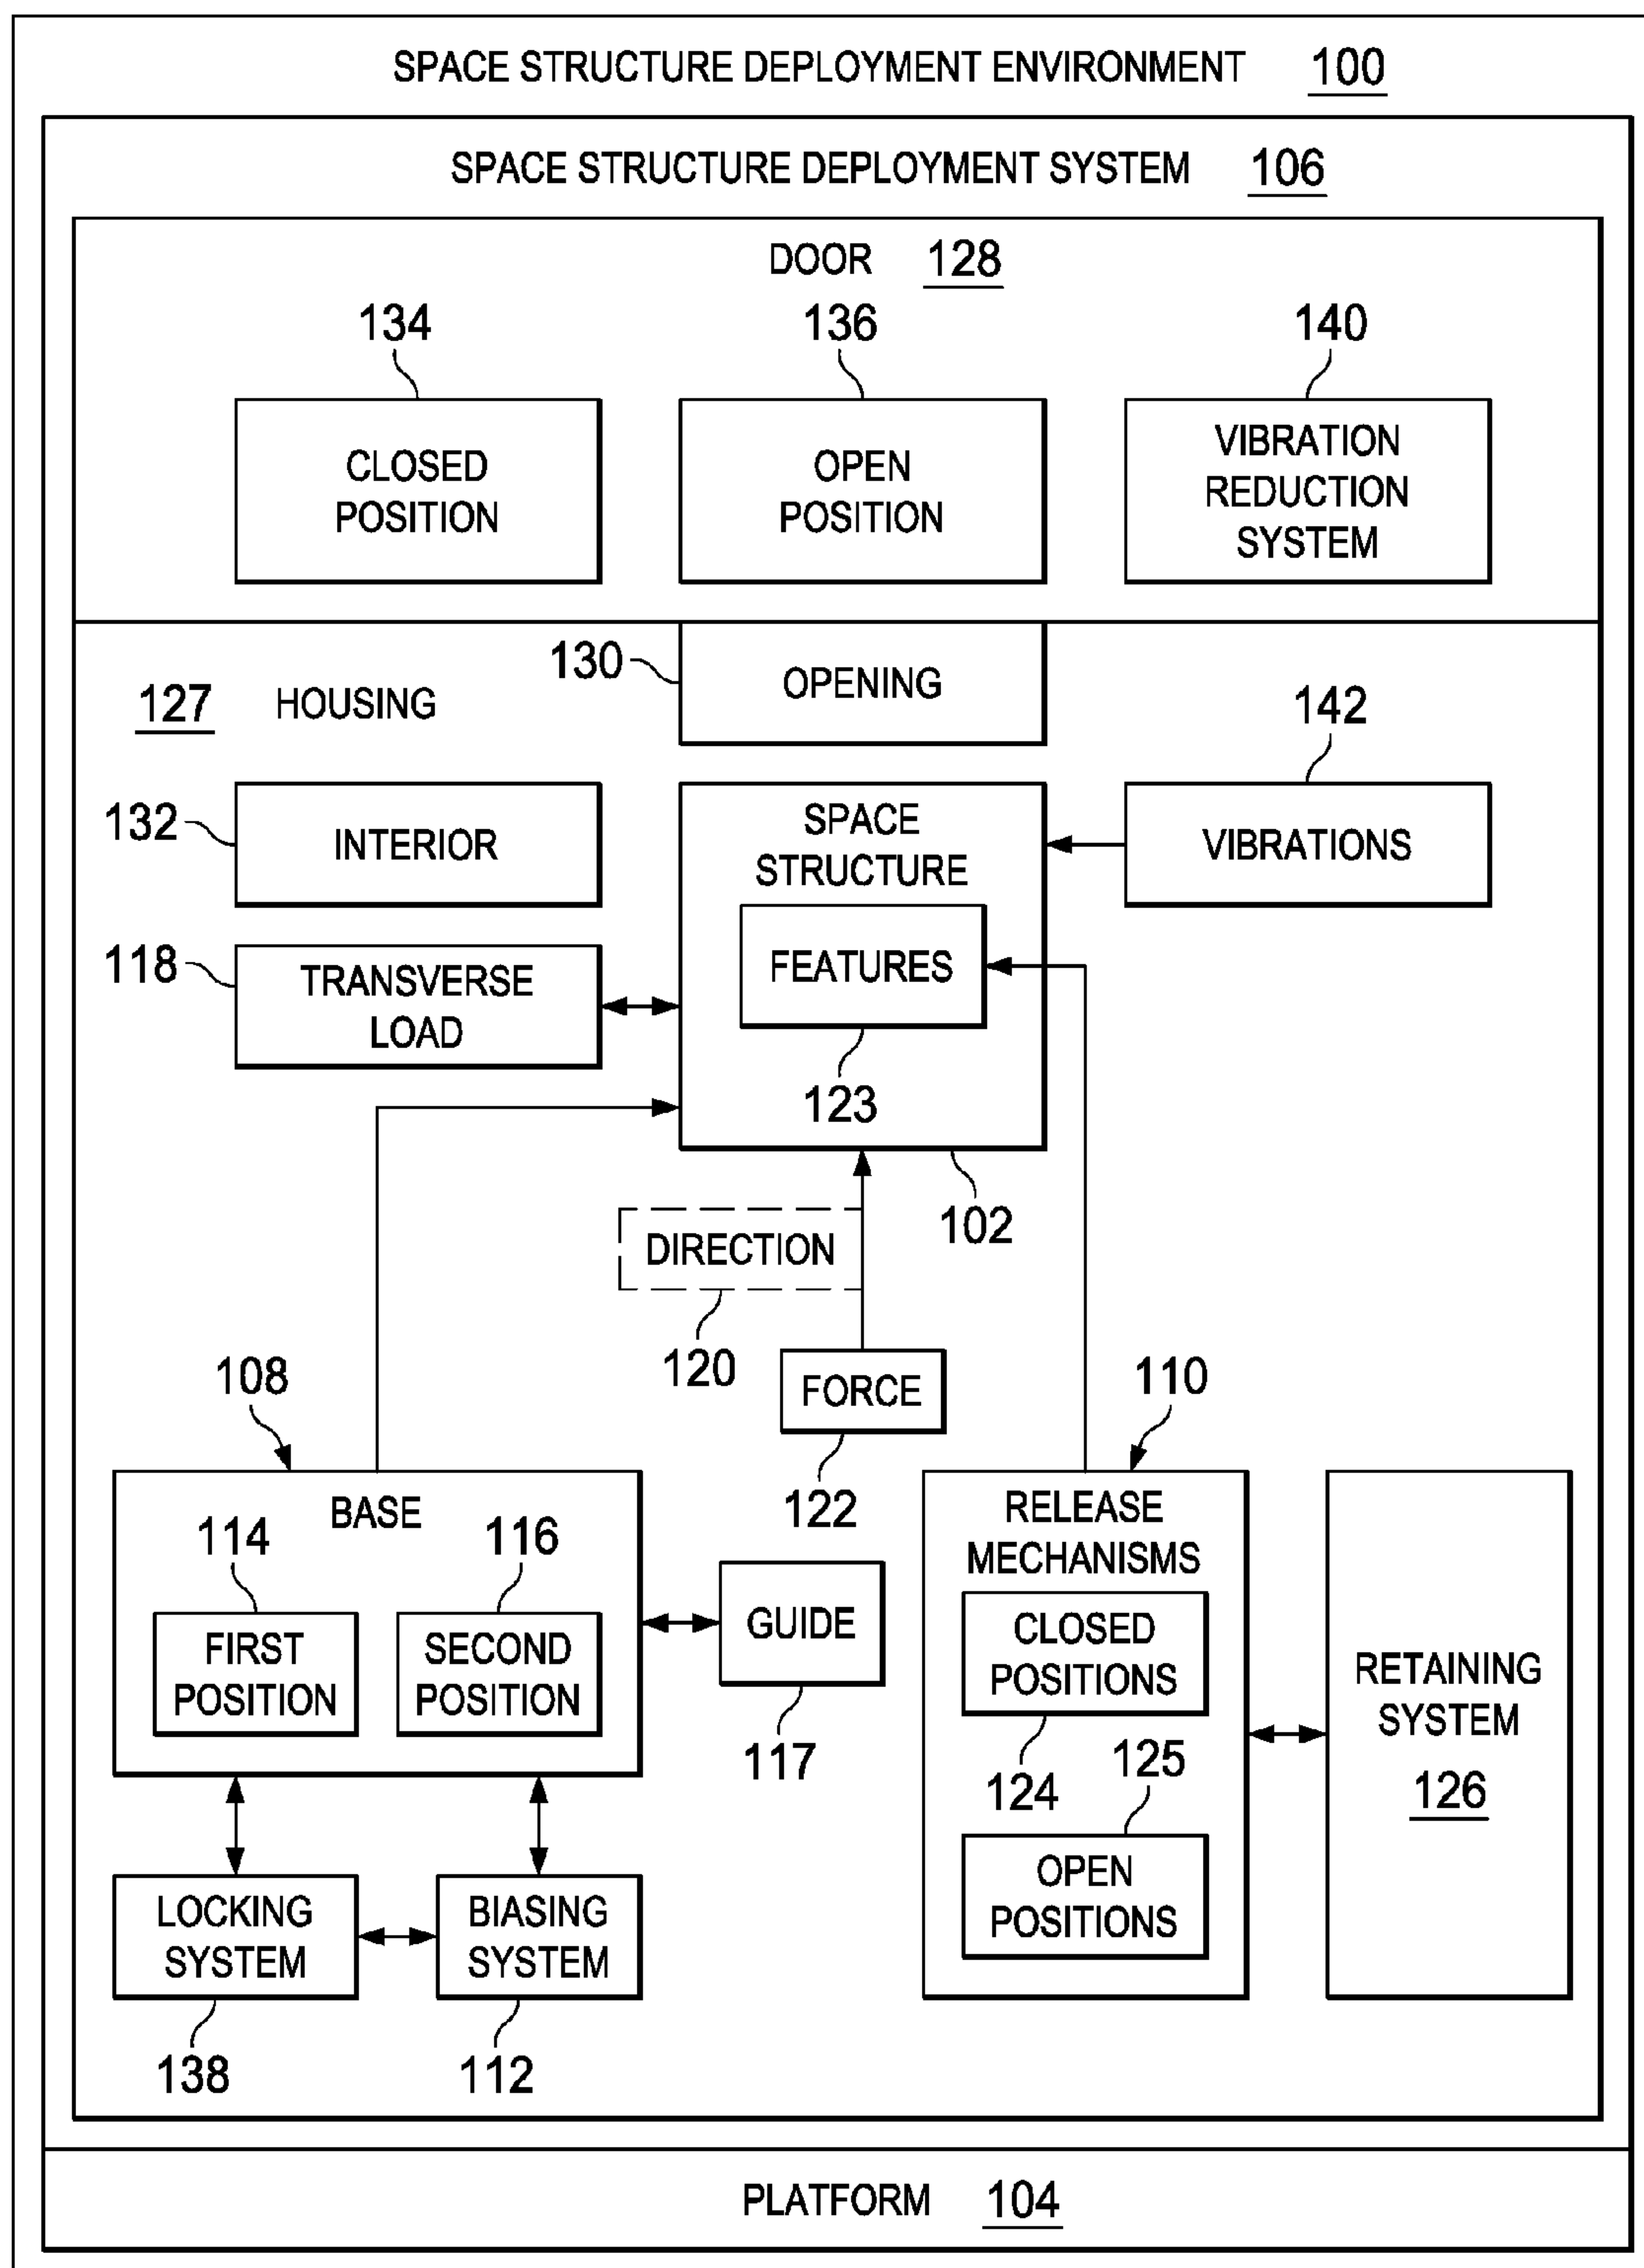 SPACE STRUCTURE DEPLOYMENT ENVIRONMENT 100
SPACE STRUCTURE DEPLOYMENT SYSTEM 106
DOOR 128
134
136
140
CLOSED
POSITION
OPEN
POSITION
VIBRATION
REDUCTION
SYSTEM
130
OPENING
127 HOUSING
142
132
INTERIOR
SPACE
STRUCTURE
VIBRATIONS
118
TRANSVERSE
LOAD
FEATURES
123
102
DIRECTION
120
FORCE
122
108
110
BASE
114
116
FIRST
POSITION
SECOND
POSITION
GUIDE
117
RELEASE
MECHANISMS
CLOSED
POSITIONS
124
125
OPEN
POSITIONS
RETAINING
SYSTEM
126
LOCKING
SYSTEM
BIASING
SYSTEM
138
112
PLATFORM 104